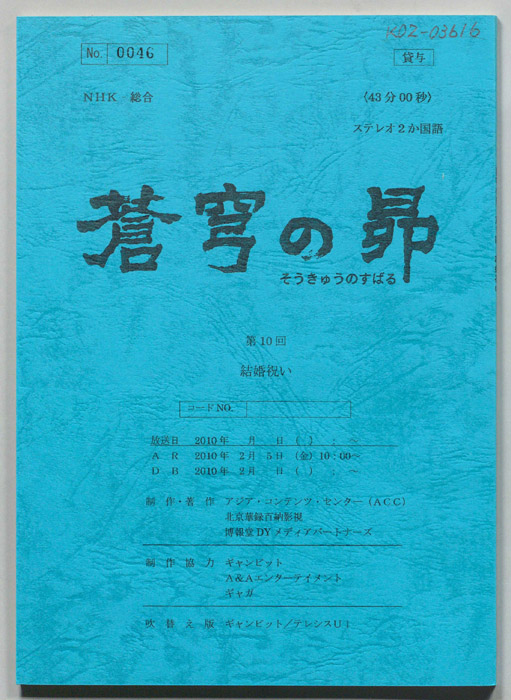 K02-03616
No. 0046
貸与
NHK 総合
〈43分00秒〉
ステレオ2か国語
蒼穹の昴
そうきゅうのすばる
第10回
結婚祝い
コードNO.
放送日 2010年 月 日 ( ) : ~
AR 2010年 2月 5日 (金) 10:00~
DB 2010年 2月 日 ( ) : ~
制作・著作 アジア・コンテンツ・センター (ACC)
北京華録百納影視
博報堂DYメディアパートナーズ
制作協力 ギャンビット
A&Aエンターテイメント
ギャガ
吹替え版 ギャンビット/テレシスUI